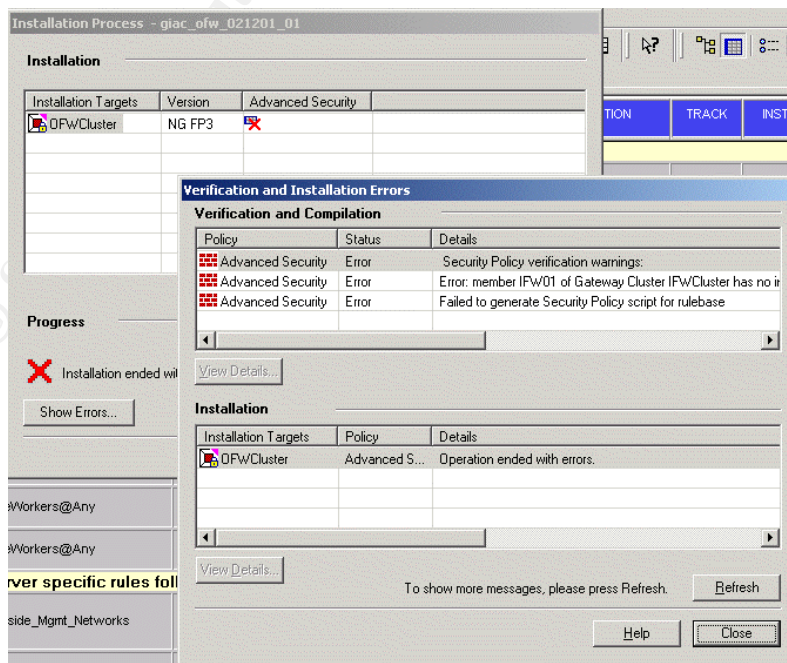 Installation Process - giac_ofw_021201_01
Installation
Installation Targets Version Advanced Security
OFWCluster NG FP3
TION TRACK INST
Verification and Installation Errors
Verification and Compilation
Policy Status Details
Advanced Security Error Security Policy verification warnings:
Advanced Security Error Error: member IFW01 of Gateway Cluster IFWCluster has no in
Advanced Security Error Failed to generate Security Policy script for rulebase
View Details...
Progress
Installation ended wit
Show Errors...
Installation
Installation Targets Policy Details
OFWCluster Advanced S... Operation ended with errors.
View Details...
To show more messages, please press Refresh. Refresh
Help Close
eWorkers@Any
eWorkers@Any
rver specific rules foll
side_Mgmt_Networks